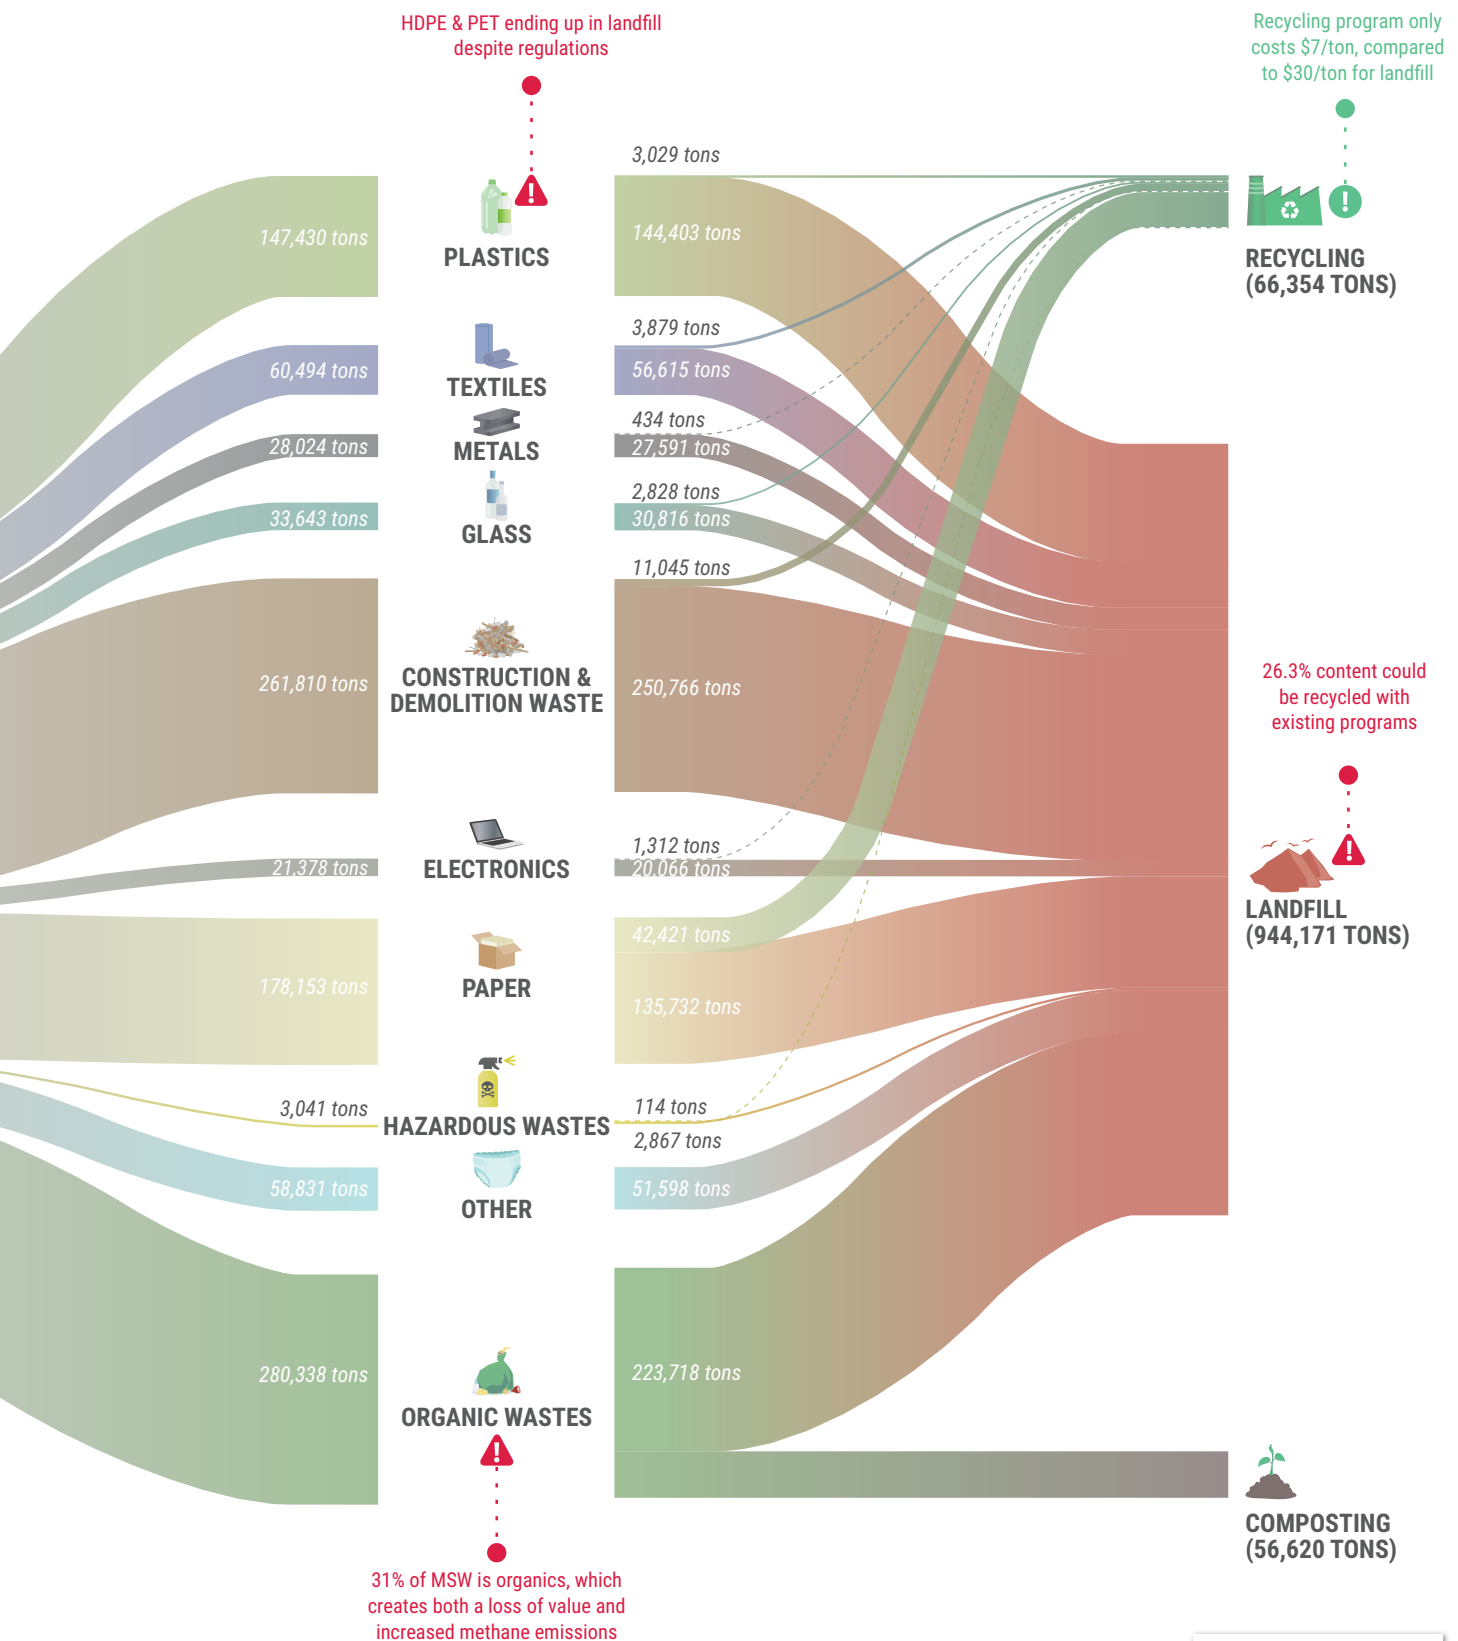 HDPE & PET ending up in landfill
despite regulations
Recycling program only
costs $7/ton, compared
to $30/ton for landfill
147,430 tons
PLASTICS
3,029 tons
144,403 tons
RECYCLING
(66,354 TONS)
60,494 tons
TEXTILES
3,879 tons
56,615 tons
28,024 tons
METALS
434 tons
27,591 tons
33,643 tons
GLASS
2,828 tons
30,816 tons
261,810 tons
CONSTRUCTION &
DEMOLITION WASTE
11,045 tons
250,766 tons
26.3% content could
be recycled with
existing programs
21,378 tons
ELECTRONICS
1,312 tons
20,066 tons
LANDFILL
(944,171 TONS)
178,153 tons
PAPER
42,421 tons
135,732 tons
3,041 tons
HAZARDOUS WASTES
114 tons
2,867 tons
58,831 tons
OTHER
51,598 tons
280,338 tons
ORGANIC WASTES
223,718 tons
COMPOSTING
(56,620 TONS)
31% of MSW is organics, which
creates both a loss of value and
increased methane emissions